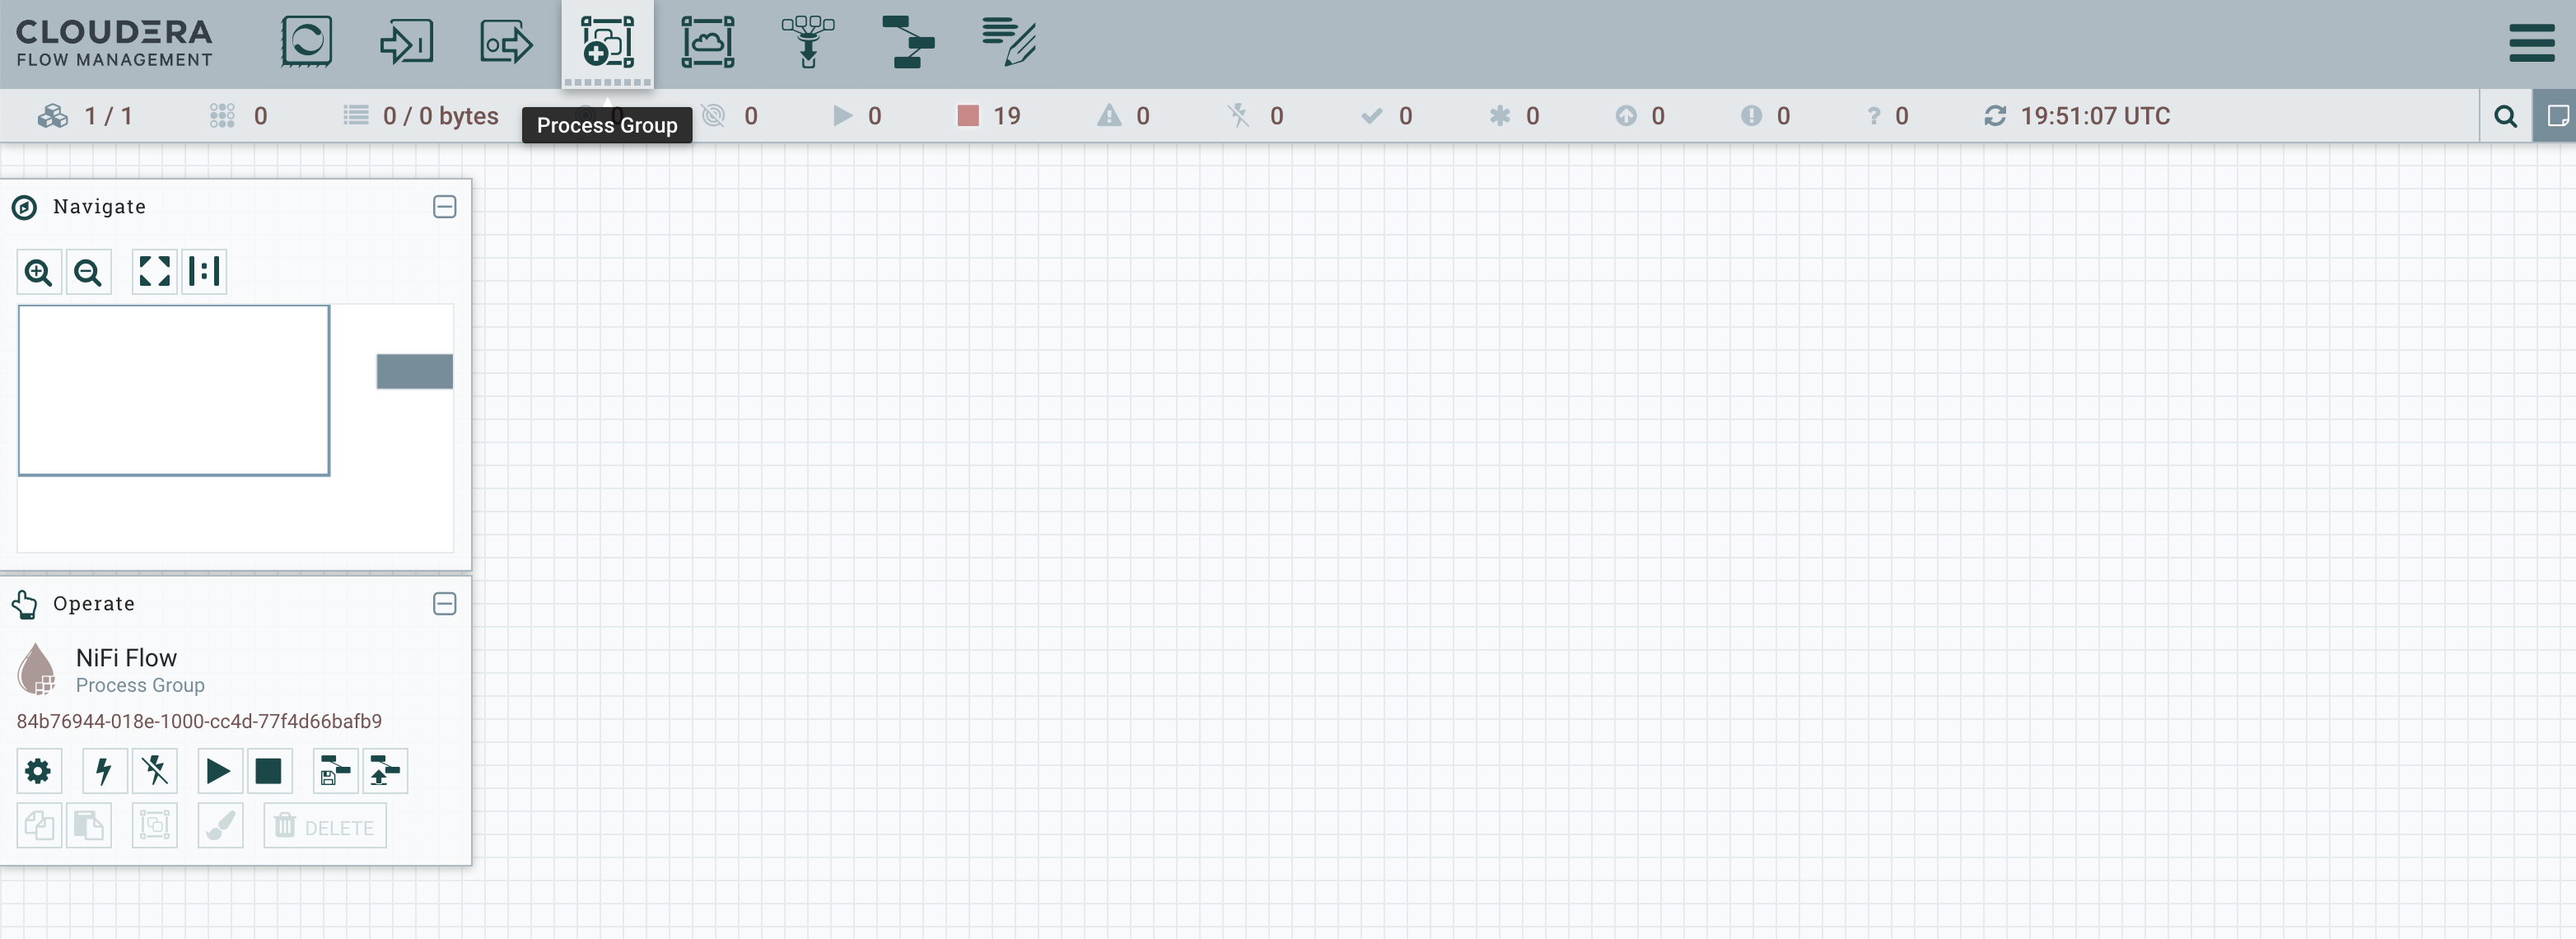 CLOUDERA
FLOW MANAGEMENT
1 / 1
0
0 / 0 bytes
0
Process Group
0
0
19
0
0
0
0
0
0
? 0
19:51:07 UTC
Navigate
Operate
NiFi Flow
Process Group
84b76944-018e-1000-cc4d-77f4d66bafb9
DELETE